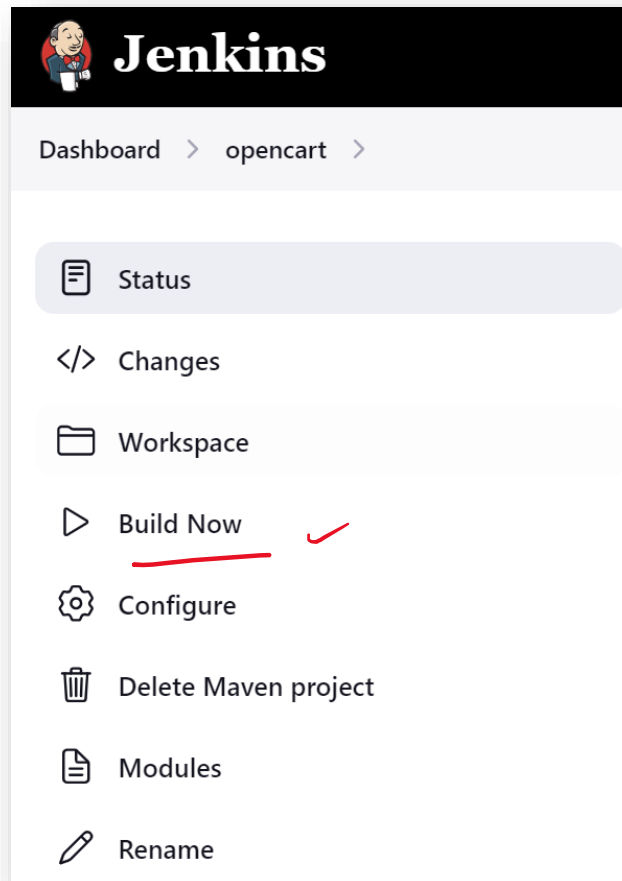 Jenkins
Dashboard > opencart >
Status
Changes
Workspace
Build Now
Configure
Delete Maven project
Modules
Rename